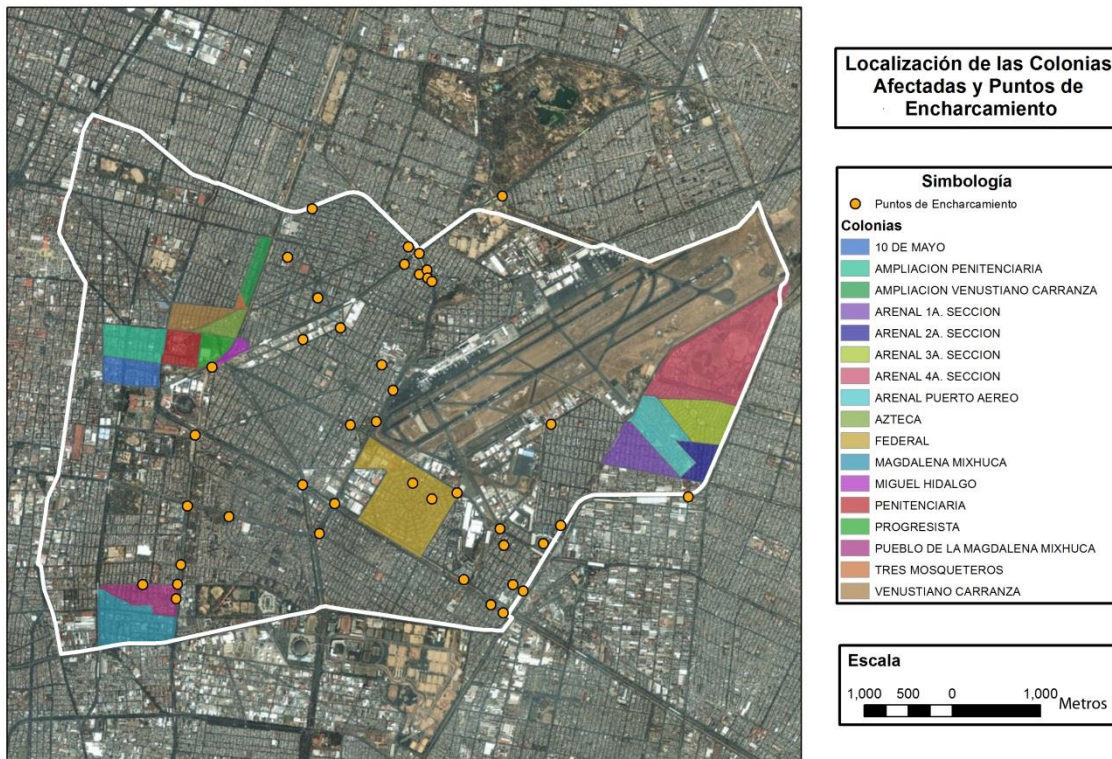 Localización de las Colonias
Afectadas y Puntos de
Encharcamiento
Simbología
Puntos de Encharcamiento
Colonias
10 DE MAYO
AMPLIACION PENITENCIARIA
AMPLIACION VENUSTIANO CARRANZA
ARENAL 1A. SECCION
ARENAL 2A. SECCION
ARENAL 3A. SECCION
ARENAL 4A. SECCION
ARENAL PUERTO AEREO
AZTECA
FEDERAL
MAGDALENA MIXHUCA
MIGUEL HIDALGO
PENITENCIARIA
PROGRESISTA
PUEBLO DE LA MAGDALENA MIXHUCA
TRES MOSQUETEROS
VENUSTIANO CARRANZA
Escala
1,000 500 0 1,000 Metros